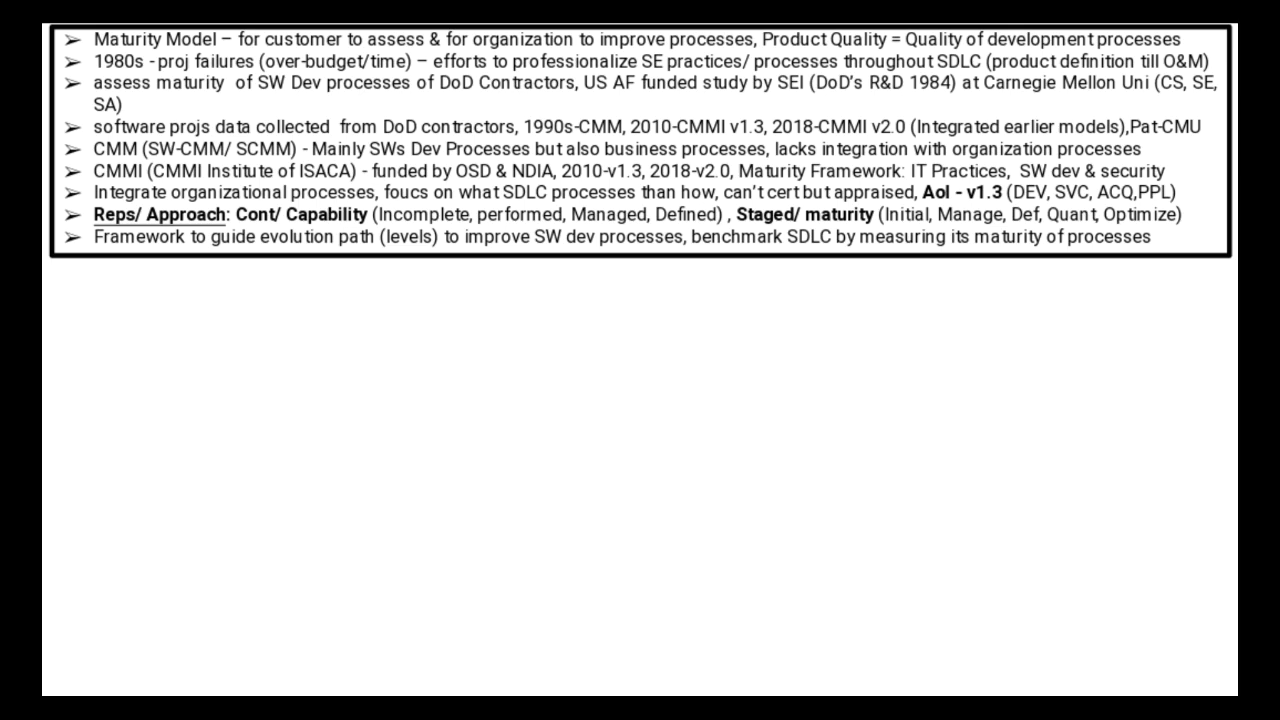 ➢ Maturity Model – for customer to assess & for organization to improve processes, Product Quality = Quality of development processes
➢ 1980s - proj failures (over-budget/time) – efforts to professionalize SE practices/ processes throughout SDLC (product definition till O&M)
➢ assess maturity of SW Dev processes of DoD Contractors, US AF funded study by SEI (DoD's R&D 1984) at Carnegie Mellon Uni (CS, SE,
SA)
➢ software projs data collected from DoD contractors, 1990s-CMM, 2010-CMMI v1.3, 2018-CMMI v2.0 (Integrated earlier models),Pat-CMU
➢ CMM (SW-CMM/ SCMM) - Mainly SWs Dev Processes but also business processes, lacks integration with organization processes
➢ CMMI (CMMI Institute of ISACA) - funded by OSD & NDIA, 2010-v1.3, 2018-v2.0, Maturity Framework: IT Practices, SW dev & security
➢ Integrate organizational processes, foucs on what SDLC processes than how, can't cert but appraised, AoI - v1.3 (DEV, SVC, ACQ,PPL)
➢ Reps/ Approach: Cont/ Capability (Incomplete, performed, Managed, Defined) , Staged/ maturity (Initial, Manage, Def, Quant, Optimize)
➢ Framework to guide evolution path (levels) to improve SW dev processes, benchmark SDLC by measuring its maturity of processes